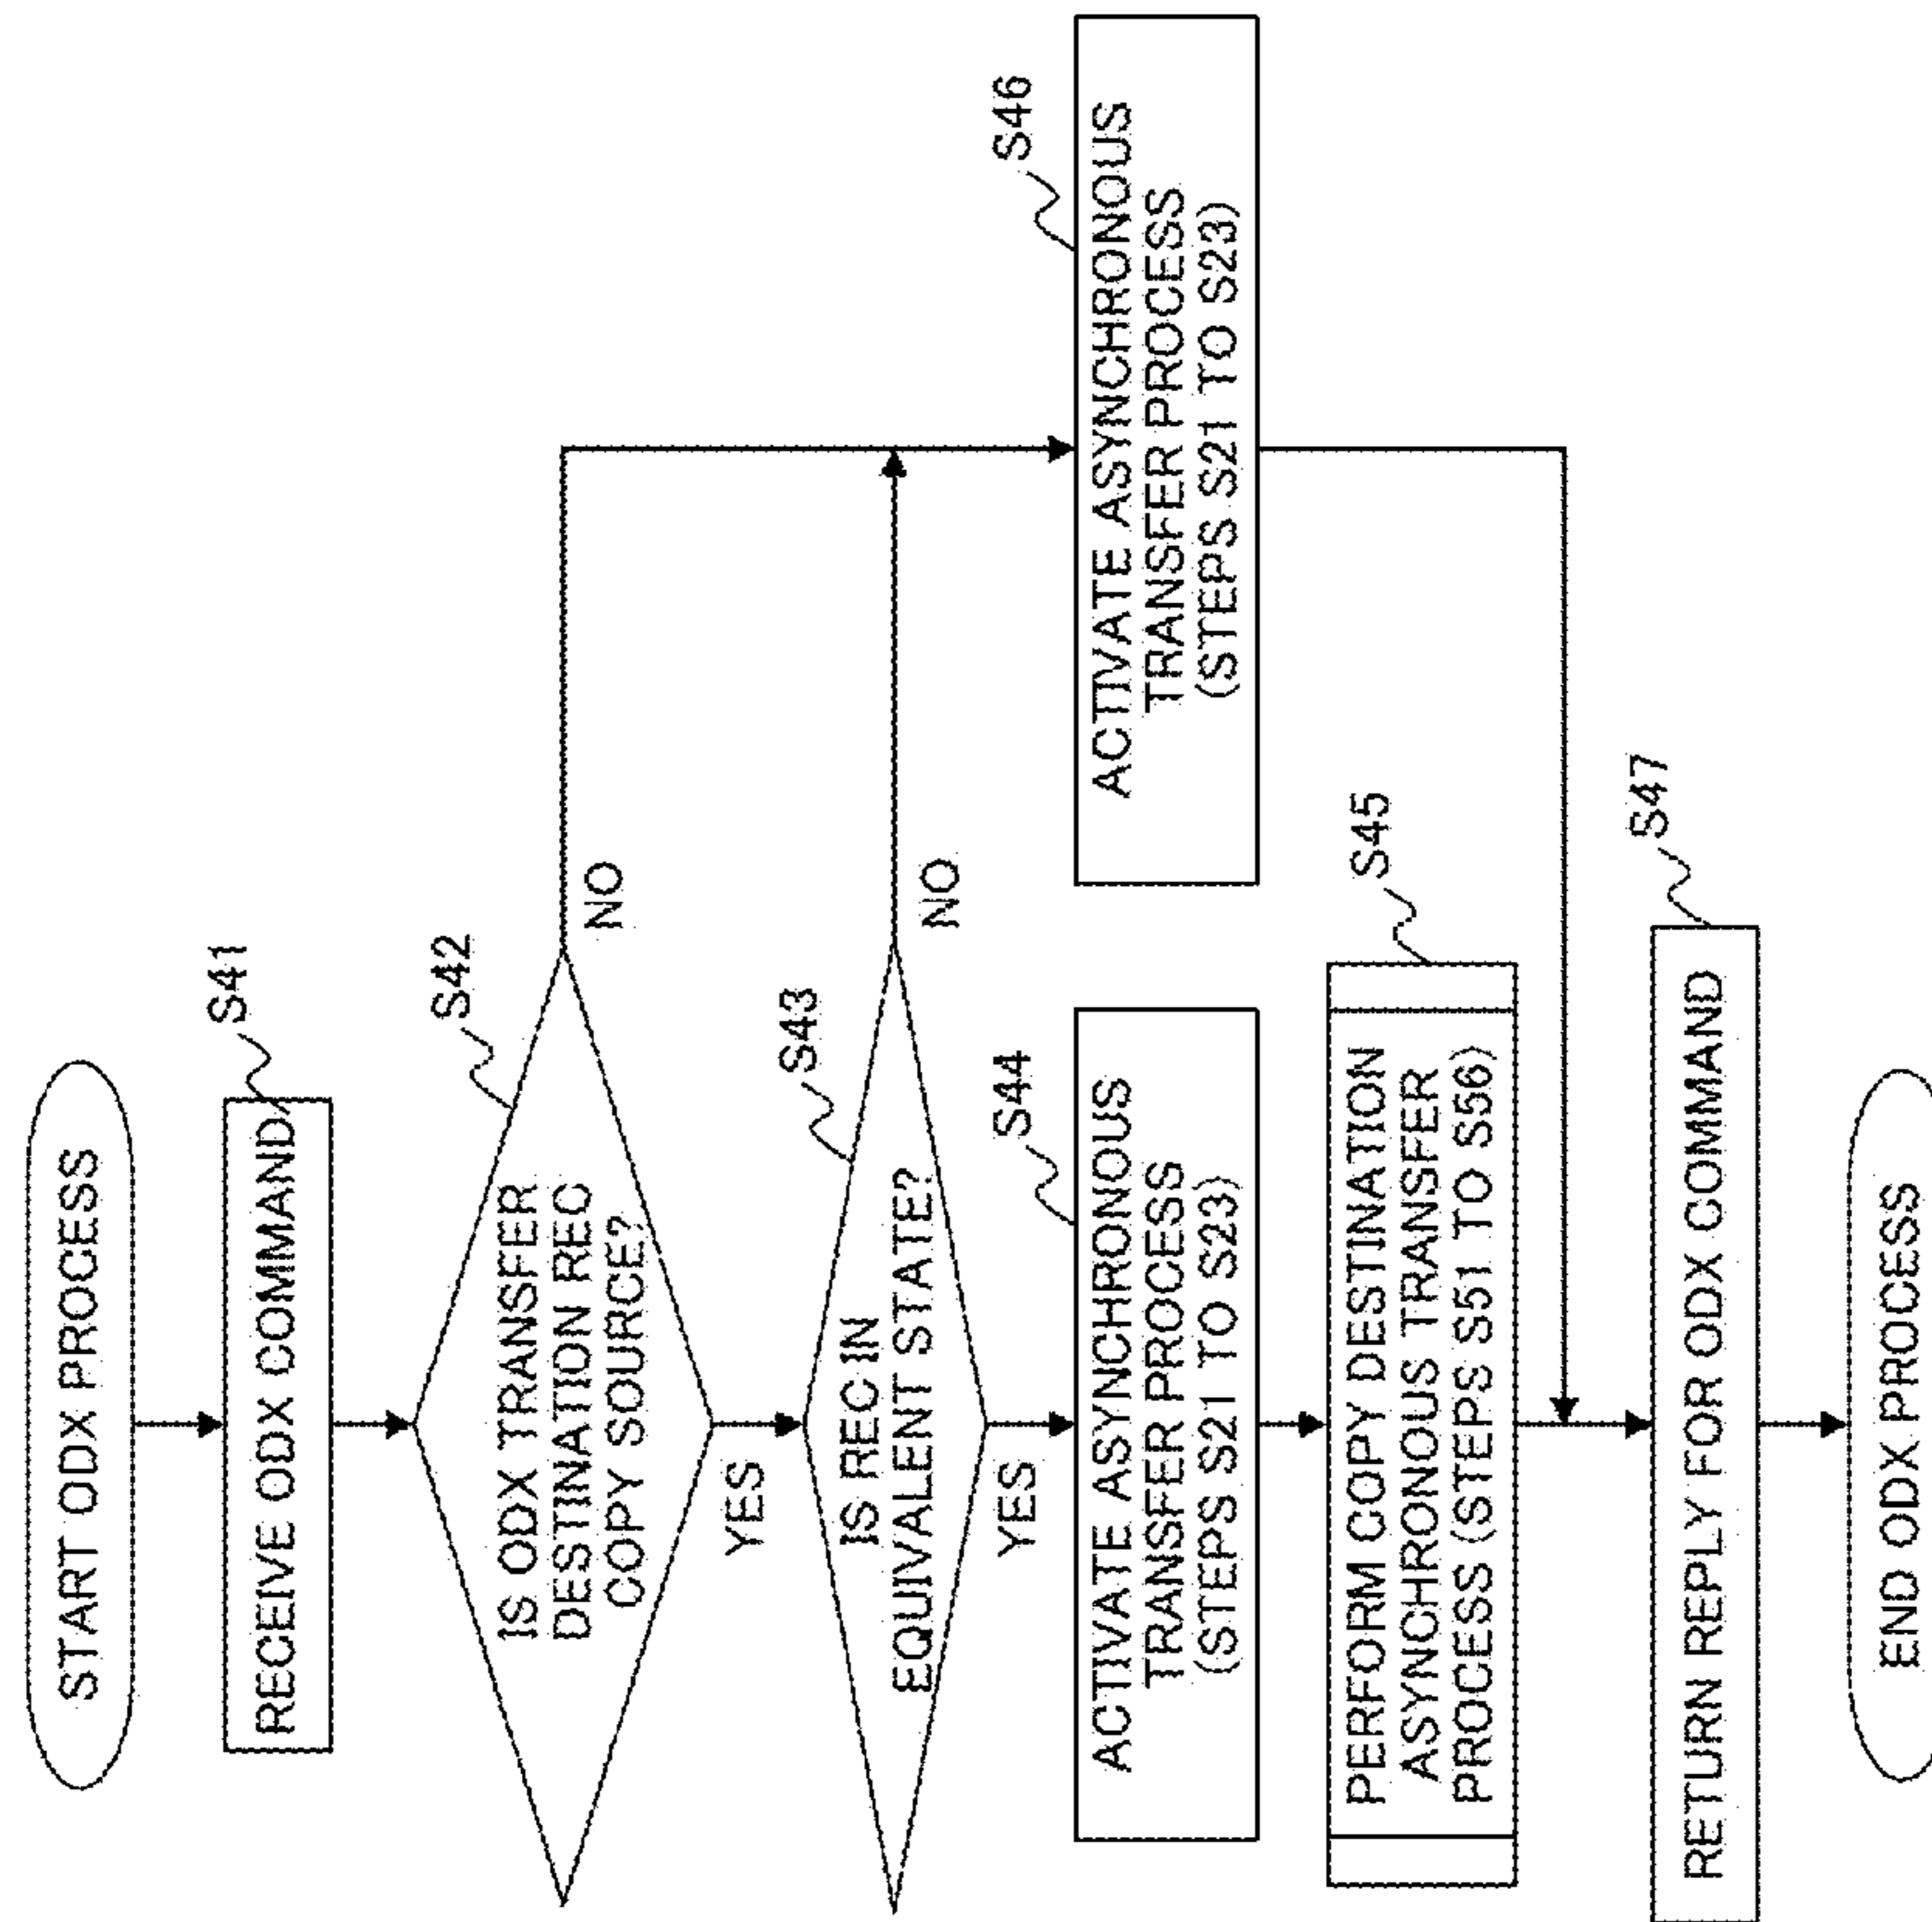 START ODX PROCESS
S41
RECEIVE ODX COMMAND
S42
IS ODX TRANSFER
DESTINATION REC
COPY SOURCE?
NO
YES
S43
IS REC IN
EQUIVALENT STATE?
NO
YES
S44
ACTIVATE ASYNCHRONOUS
TRANSFER PROCESS
(STEPS S21 TO S23)
S46
ACTIVATE ASYNCHRONOUS
TRANSFER PROCESS
(STEPS S21 TO S23)
S45
PERFORM COPY DESTINATION
ASYNCHRONOUS TRANSFER
PROCESS (STEPS S51 TO S56)
S47
RETURN REPLY FOR ODX COMMAND
END ODX PROCESS